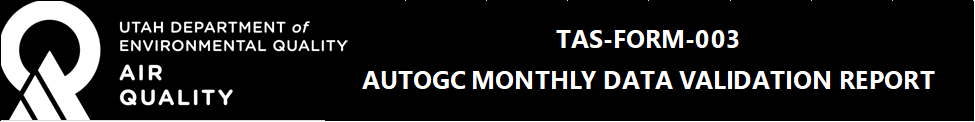 UTAH DEPARTMENT of
ENVIRONMENTAL QUALITY
AIR
QUALITY
TAS-FORM-003
AUTOGC MONTHLY DATA VALIDATION REPORT